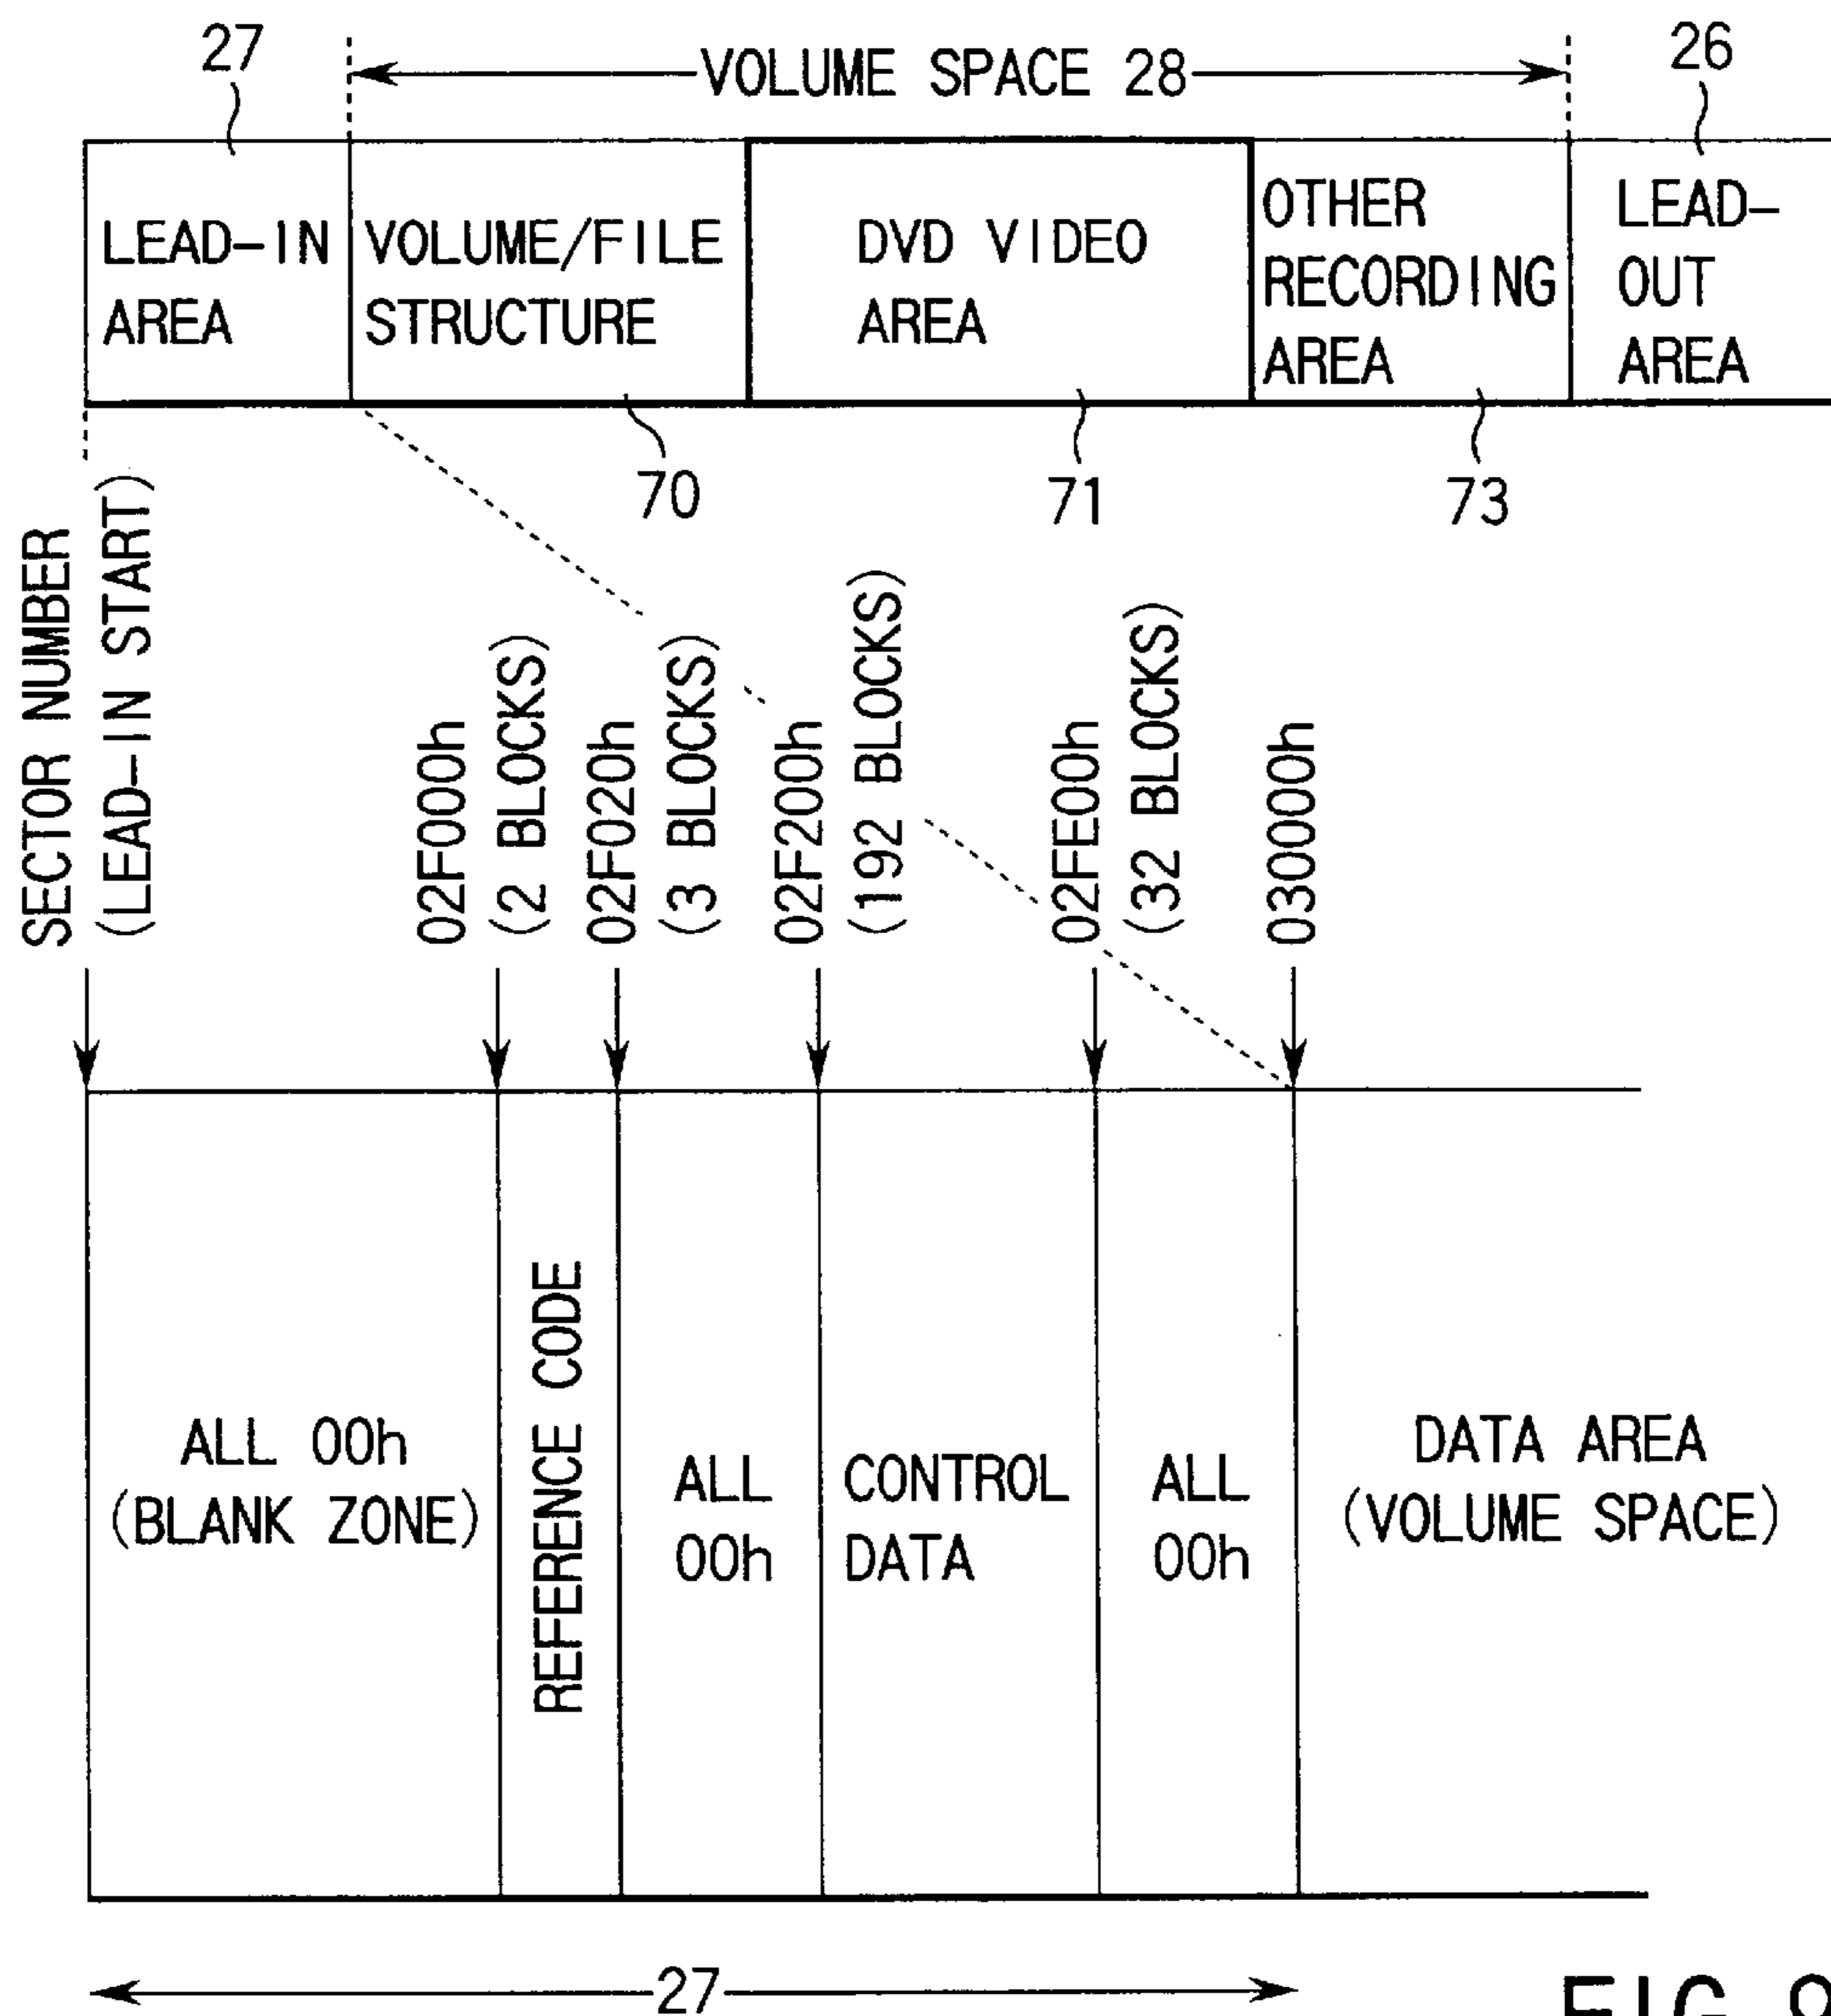 27
VOLUME SPACE 28
26
LEAD-IN
AREA
VOLUME/FILE
STRUCTURE
DVD VIDEO
AREA
OTHER
RECORDING
AREA
LEAD-
OUT
AREA
70
71
73
SECTOR NUMBER
(LEAD-IN START)
02F000h
(2 BLOCKS)
02F020h
(3 BLOCKS)
02F200h
(192 BLOCKS)
02FE00h
(32 BLOCKS)
030000h
ALL 00h
(BLANK ZONE)
REFERENCE CODE
ALL
00h
CONTROL
DATA
ALL
00h
DATA AREA
(VOLUME SPACE)
27
FIG. 9